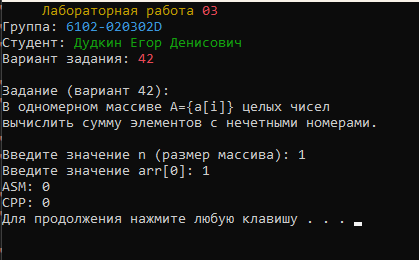 Лабораторная работа 03
Группа: 6102-020302D
Студент: Дудкин Егор Денисович
Вариант задания: 42
Задание (вариант 42):
В одномерном массиве A={a[i]} целых чисел
вычислить сумму элементов с нечетными номерами.
Введите значение n (размер массива): 1
Введите значение arr[0]: 1
ASM: 0
CPP: 0
Для продолжения нажмите любую клавишу . . .